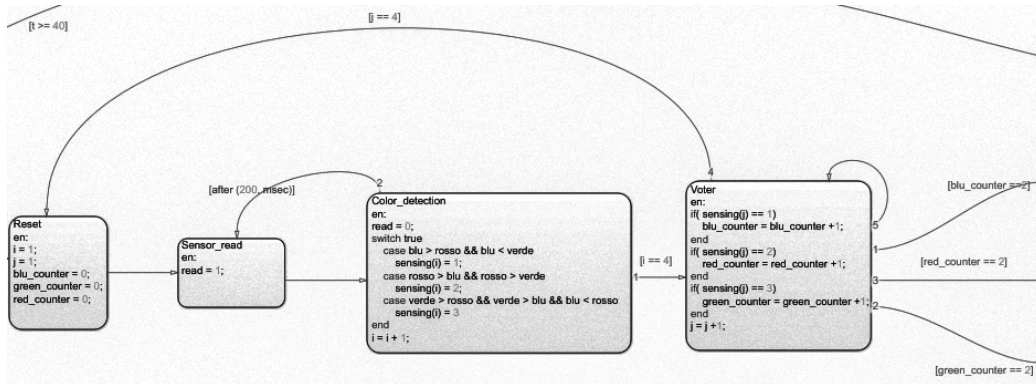 [t >= 40]
[j == 4]
Reset
en:
i = 1;
j = 1;
blu_counter = 0;
green_counter = 0;
red_counter = 0;
[after (200, msec)]
Sensor_read
en:
read = 1;
2
Color_detection
en:
read = 0;
switch true
case blu > rosso && blu < verde
sensing(i) = 1;
case rosso > blu && rosso > verde
sensing(i) = 2;
case verde > rosso && verde > blu && blu < rosso
sensing(i) = 3
end
i = i + 1;
1
[i == 4]
4
Voter
en:
if( sensing(j) == 1)
blu_counter = blu_counter +1;
end
if( sensing(j) == 2)
red_counter = red_counter +1;
end
if( sensing(j) == 3)
green_counter = green_counter +1;
end
j = j +1;
5
1
3
2
[blu_counter ==2]
[red_counter == 2]
[green_counter == 2]